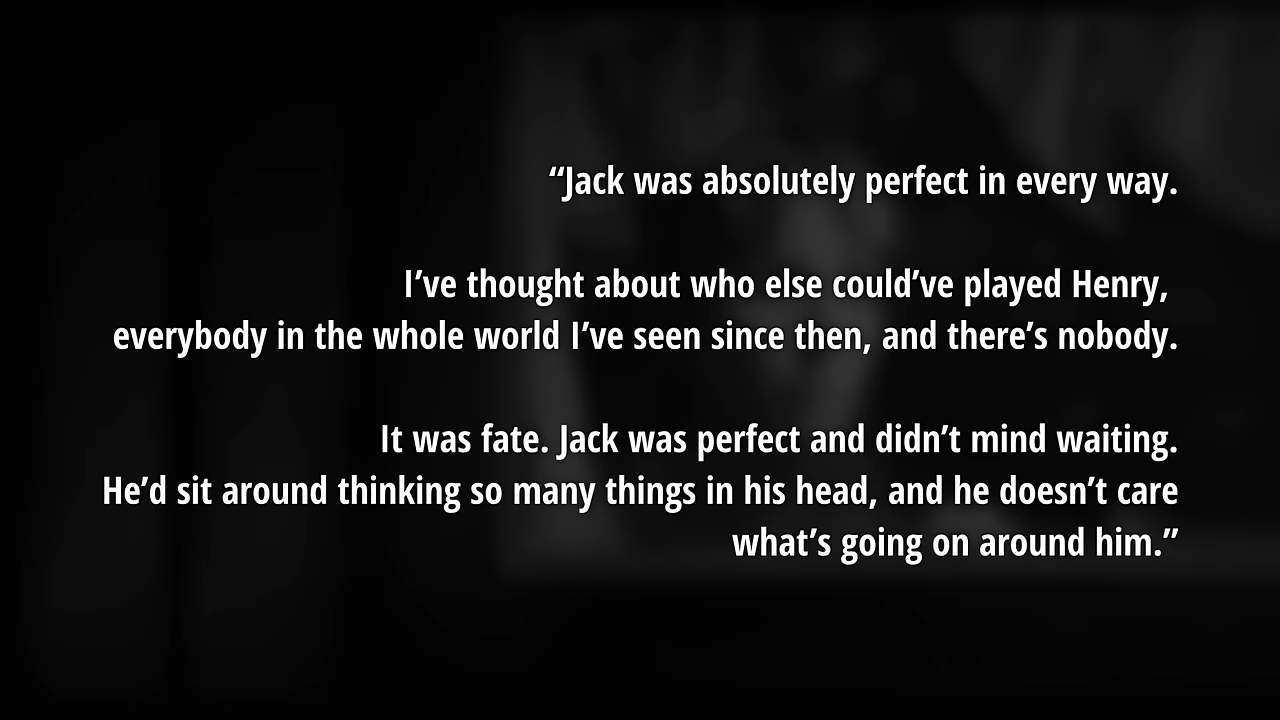 “Jack was absolutely perfect in every way.
I’ve thought about who else could’ve played Henry,
everybody in the whole world I’ve seen since then, and there’s nobody.
It was fate. Jack was perfect and didn’t mind waiting.
He’d sit around thinking so many things in his head, and he doesn’t care
what’s going on around him.”